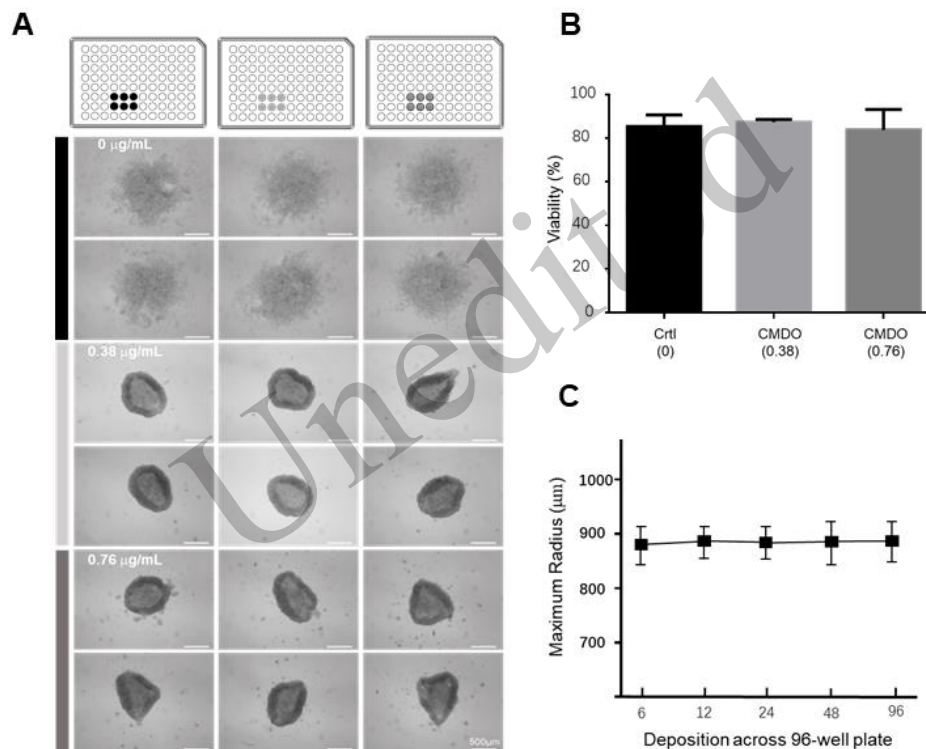 A
0 μg/mL
0.38 μg/mL
0.76 μg/mL
500μm
B
100
80
60
40
80
20
0
Viability (%)
Crtl
(0)
CMDO
(0.38)
CMDO
(0.76)
C
1000
900
800
700
Maximum Radius (μm)
6 12 24 48 96
Deposition across 96-well plate
Unedited